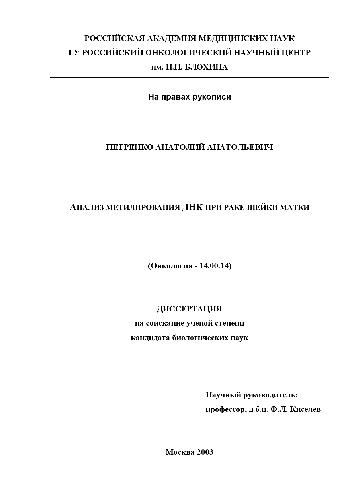 РОССИЙСКАЯ АКАДЕМИЯ МЕДИЦИНСКИХ НАУК
ГУ РОССИЙСКИЙ ОНКОЛОГИЧЕСКИЙ НАУЧНЫЙ ЦЕНТР
им. Н.Н. БЛОХИНА
На правах рукописи
ПЕТРЕНКО АНАТОЛИЙ АНАТОЛЬЕВИЧ
АНАЛИЗ МЕТИЛИРОВАНИЯ ДНК ПРИ РАКЕ ШЕЙКИ МАТКИ
(Онкология - 14.00.14)
ДИССЕРТАЦИЯ
на соискание ученой степени
кандидата биологических наук
Научный руководитель:
профессор, д.б.н. Ф.Л. Киселев
Москва 2003